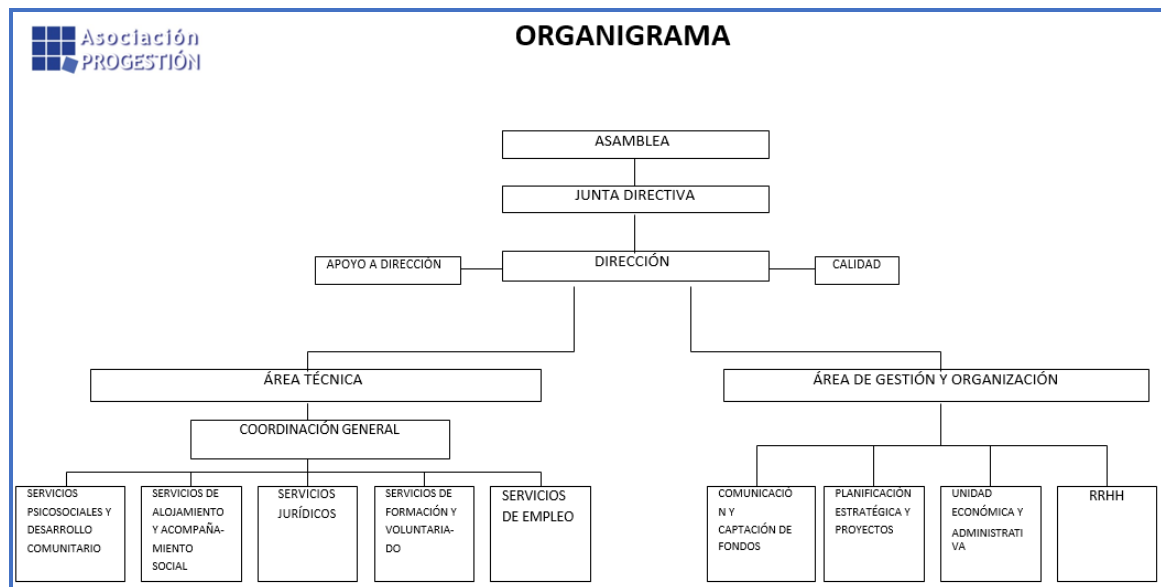 Asociación
PROGESTIÓN
ORGANIGRAMA
ASAMBLEA
JUNTA DIRECTIVA
APOYO A DIRECCIÓN
DIRECCIÓN
CALIDAD
ÁREA TÉCNICA
ÁREA DE GESTIÓN Y ORGANIZACIÓN
COORDINACIÓN GENERAL
SERVICIOS
PSICOSOCIALES Y
DESARROLLO
COMUNITARIO
SERVICIOS DE
ALOJAMIENTO
Y ACOMPAÑA-
MIENTO
SOCIAL
SERVICIOS
JURÍDICOS
SERVICIOS DE
FORMACIÓN Y
VOLUNTARIA-
DO
SERVICIOS
DE EMPLEO
COMUNICACIÓ
N Y
CAPTACIÓN DE
FONDOS
PLANIFICACIÓN
ESTRATÉGICA Y
PROYECTOS
UNIDAD
ECONÓMICA Y
ADMINISTRATI
VA
RRHH